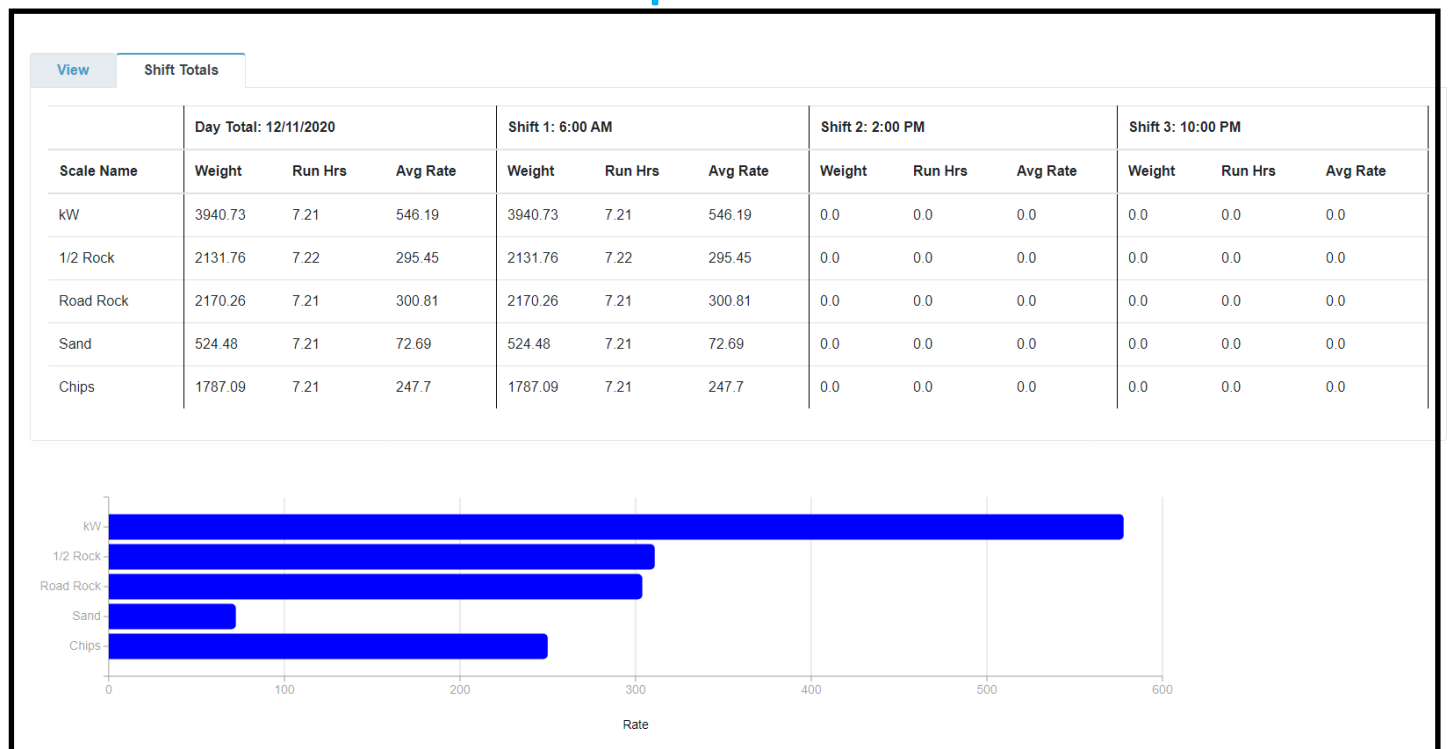 View Shift Totals
Day Total: 12/11/2020 Shift 1: 6:00 AM Shift 2: 2:00 PM Shift 3: 10:00 PM
Scale Name Weight Run Hrs Avg Rate Weight Run Hrs Avg Rate Weight Run Hrs Avg Rate Weight Run Hrs Avg Rate
kW 3940.73 7.21 546.19 3940.73 7.21 546.19 0.0 0.0 0.0 0.0 0.0 0.0
1/2 Rock 2131.76 7.22 295.45 2131.76 7.22 295.45 0.0 0.0 0.0 0.0 0.0 0.0
Road Rock 2170.26 7.21 300.81 2170.26 7.21 300.81 0.0 0.0 0.0 0.0 0.0 0.0
Sand 524.48 7.21 72.69 524.48 7.21 72.69 0.0 0.0 0.0 0.0 0.0 0.0
Chips 1787.09 7.21 247.7 1787.09 7.21 247.7 0.0 0.0 0.0 0.0 0.0 0.0
kW
1/2 Rock
Road Rock
Sand
Chips
0 100 200 300 400 500 600
Rate